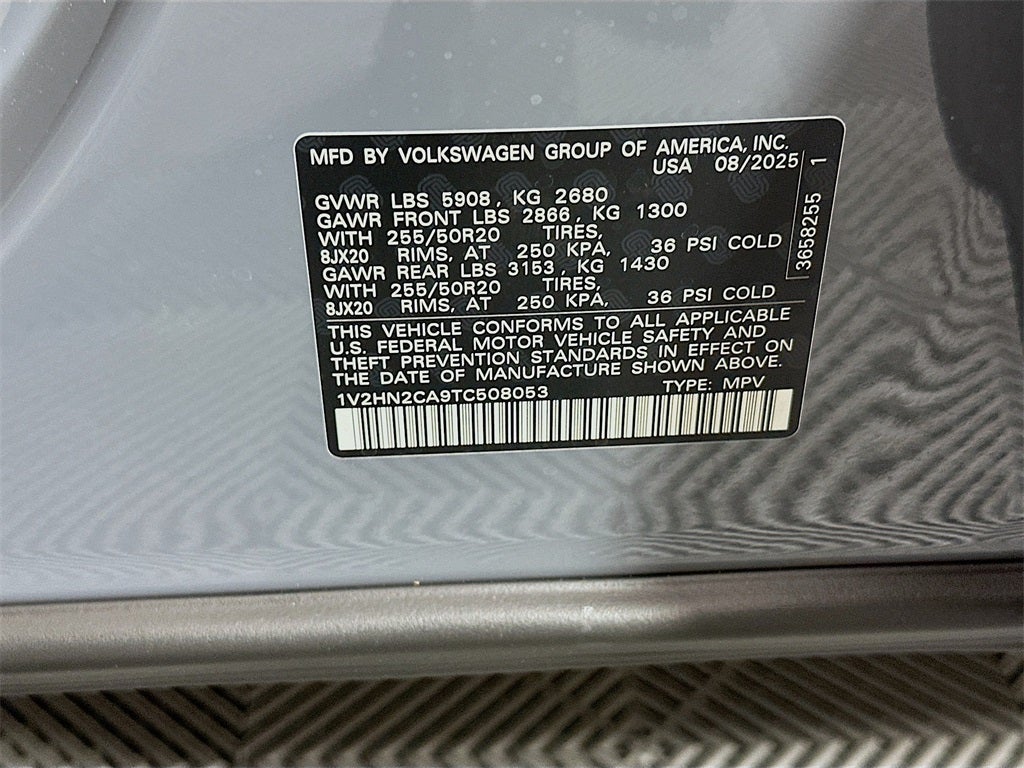 MFD BY VOLKSWAGEN GROUP OF AMERICA, INC.
USA 08/2025
GVWR LBS 5908, KG 2680
GAWR FRONT LBS 2866, KG 1300
WITH 255/50R20 TIRES,
8JX20 RIMS, AT 250 KPA, 36 PSI COLD
GAWR REAR LBS 3153, KG 1430
WITH 255/50R20 TIRES,
8JX20 RIMS, AT 250 KPA, 36 PSI COLD
THIS VEHICLE CONFORMS TO ALL APPLICABLE
U.S. FEDERAL MOTOR VEHICLE SAFETY AND
THEFT PREVENTION STANDARDS IN EFFECT ON
THE DATE OF MANUFACTURE SHOWN ABOVE.
1V2HN2CA9TC508053 TYPE: MPV
3658255 1